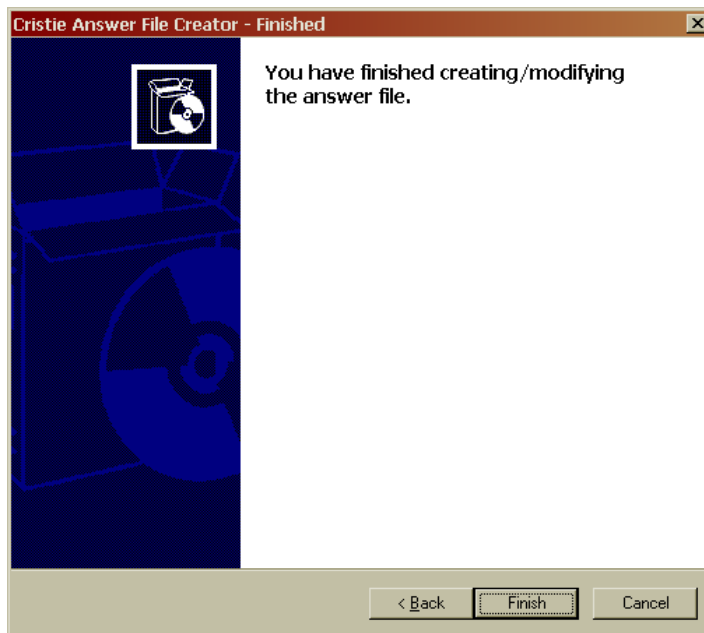 Cristie Answer File Creator - Finished
You have finished creating/modifying
the answer file.
< Back
Finish
Cancel